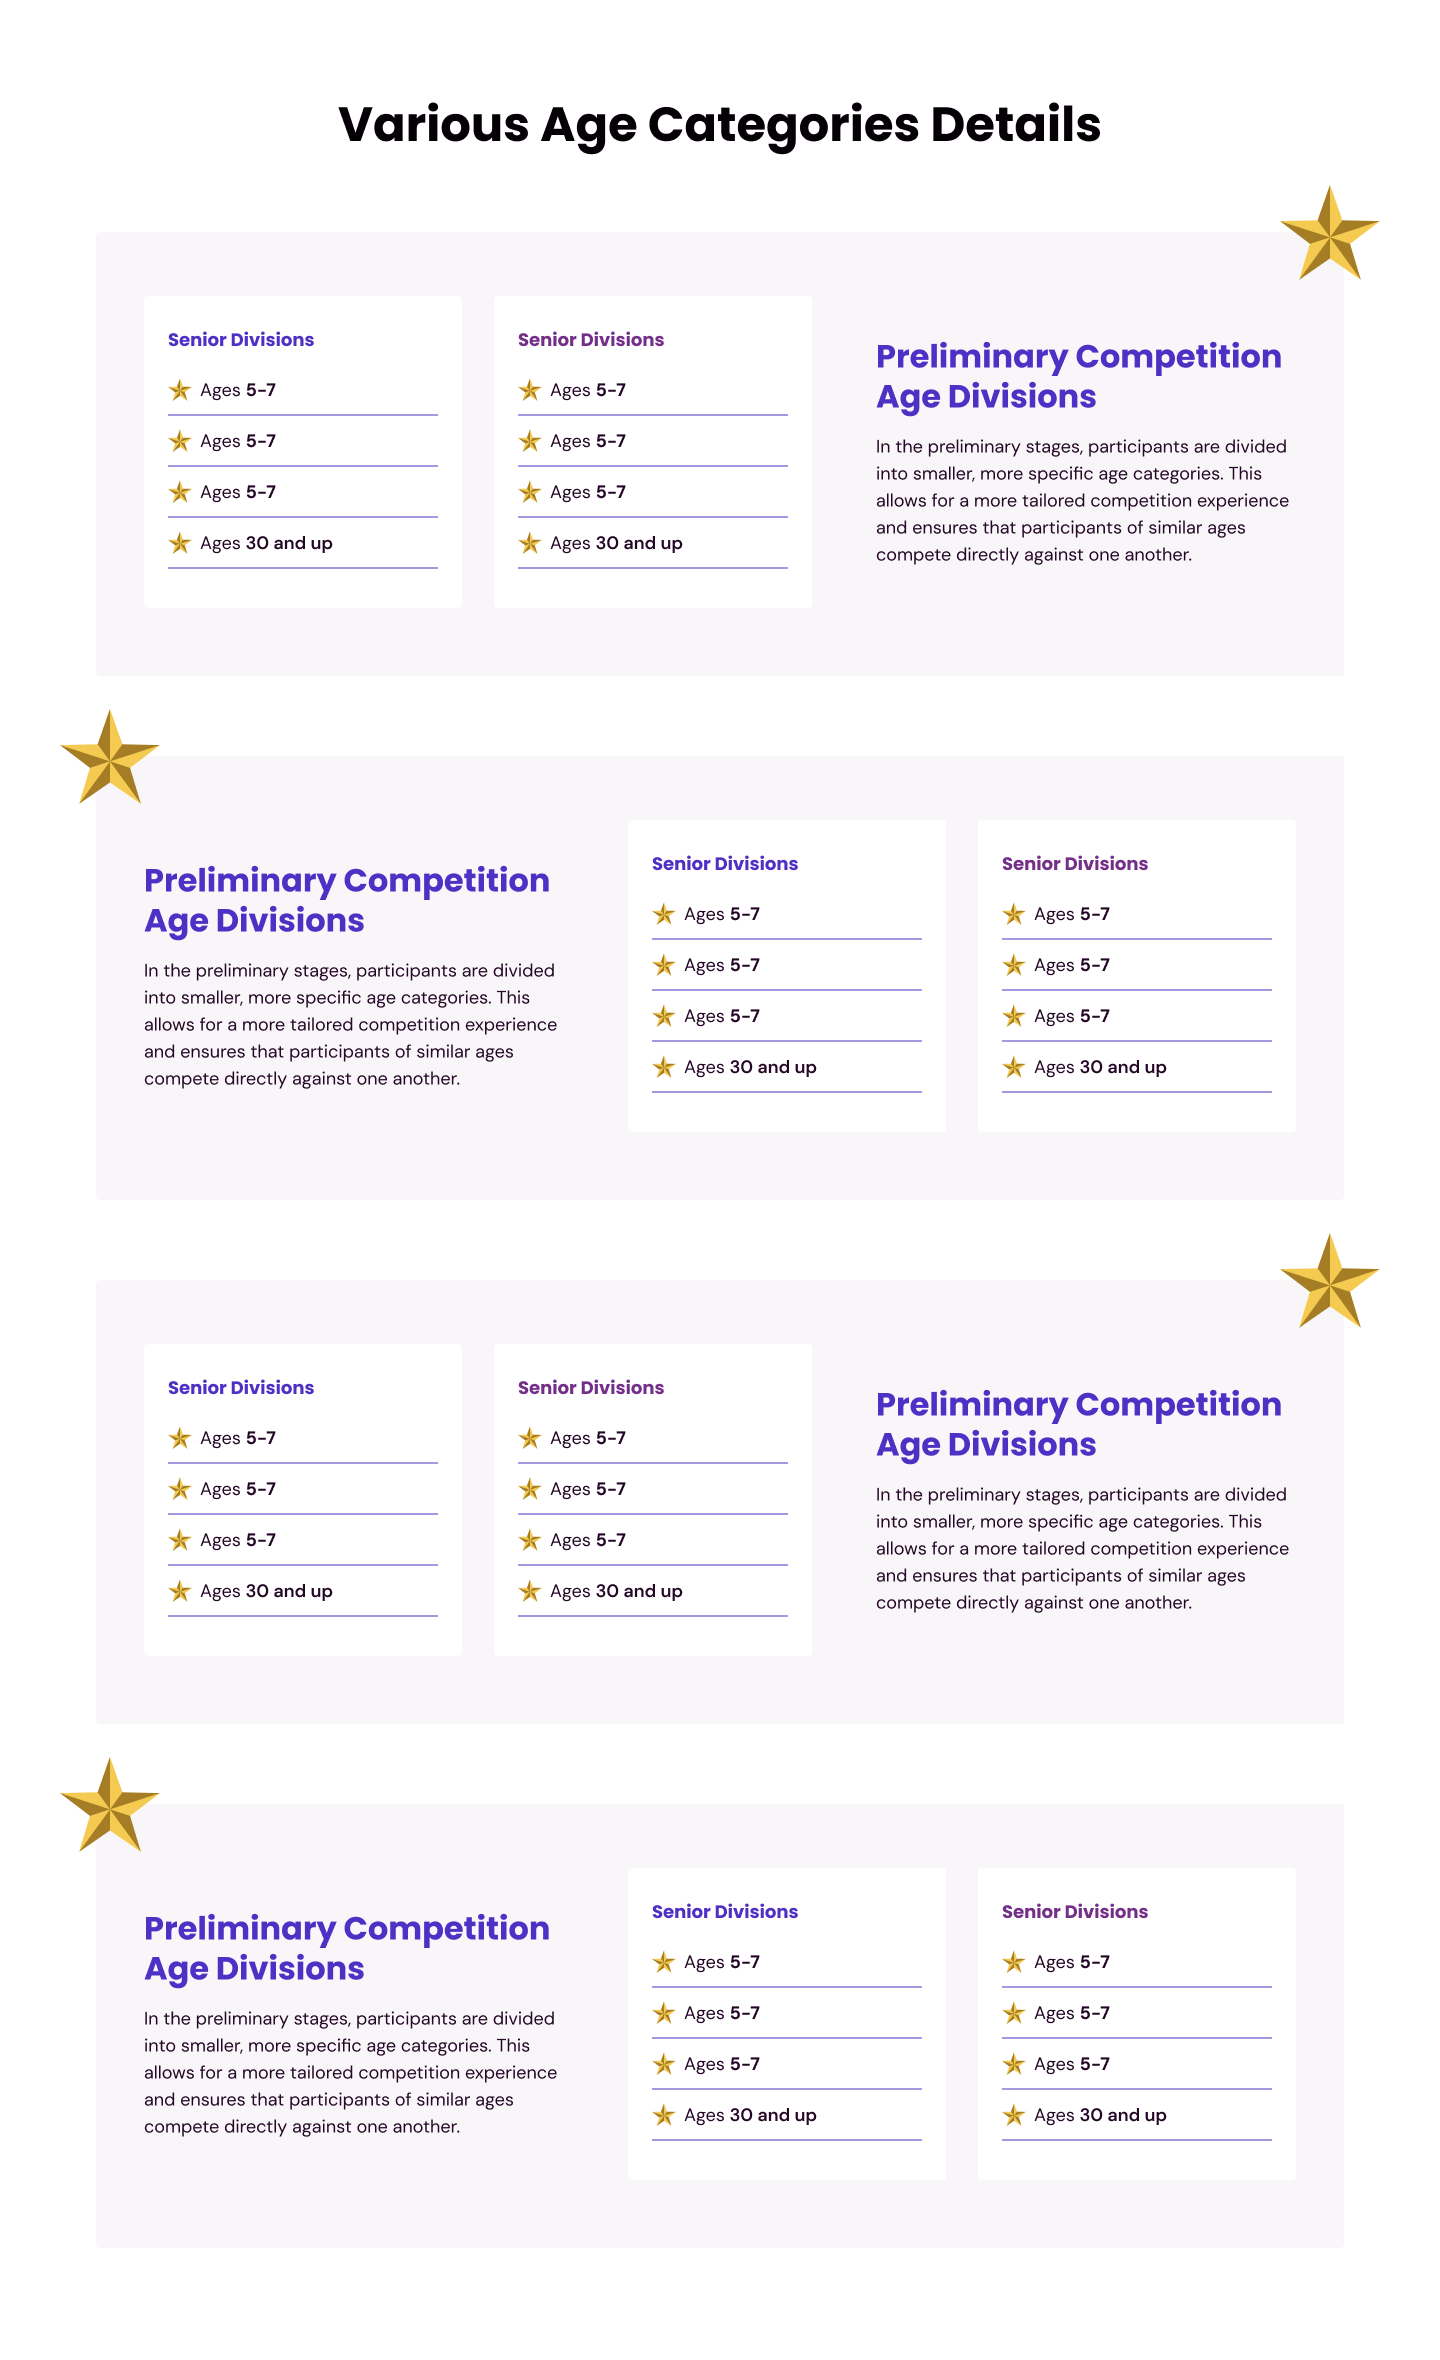 Various Age Categories Details
Senior Divisions
Ages 5-7
Ages 5-7
Ages 5-7
Ages 30 and up
Senior Divisions
Ages 5-7
Ages 5-7
Ages 5-7
Ages 30 and up
Preliminary Competition
Age Divisions
In the preliminary stages, participants are divided
into smaller, more specific age categories. This
allows for a more tailored competition experience
and ensures that participants of similar ages
compete directly against one another.
Preliminary Competition
Age Divisions
In the preliminary stages, participants are divided
into smaller, more specific age categories. This
allows for a more tailored competition experience
and ensures that participants of similar ages
compete directly against one another.
Senior Divisions
Ages 5-7
Ages 5-7
Ages 5-7
Ages 30 and up
Senior Divisions
Ages 5-7
Ages 5-7
Ages 5-7
Ages 30 and up
Senior Divisions
Ages 5-7
Ages 5-7
Ages 5-7
Ages 30 and up
Senior Divisions
Ages 5-7
Ages 5-7
Ages 5-7
Ages 30 and up
Preliminary Competition
Age Divisions
In the preliminary stages, participants are divided
into smaller, more specific age categories. This
allows for a more tailored competition experience
and ensures that participants of similar ages
compete directly against one another.
Preliminary Competition
Age Divisions
In the preliminary stages, participants are divided
into smaller, more specific age categories. This
allows for a more tailored competition experience
and ensures that participants of similar ages
compete directly against one another.
Senior Divisions
Ages 5-7
Ages 5-7
Ages 5-7
Ages 30 and up
Senior Divisions
Ages 5-7
Ages 5-7
Ages 5-7
Ages 30 and up